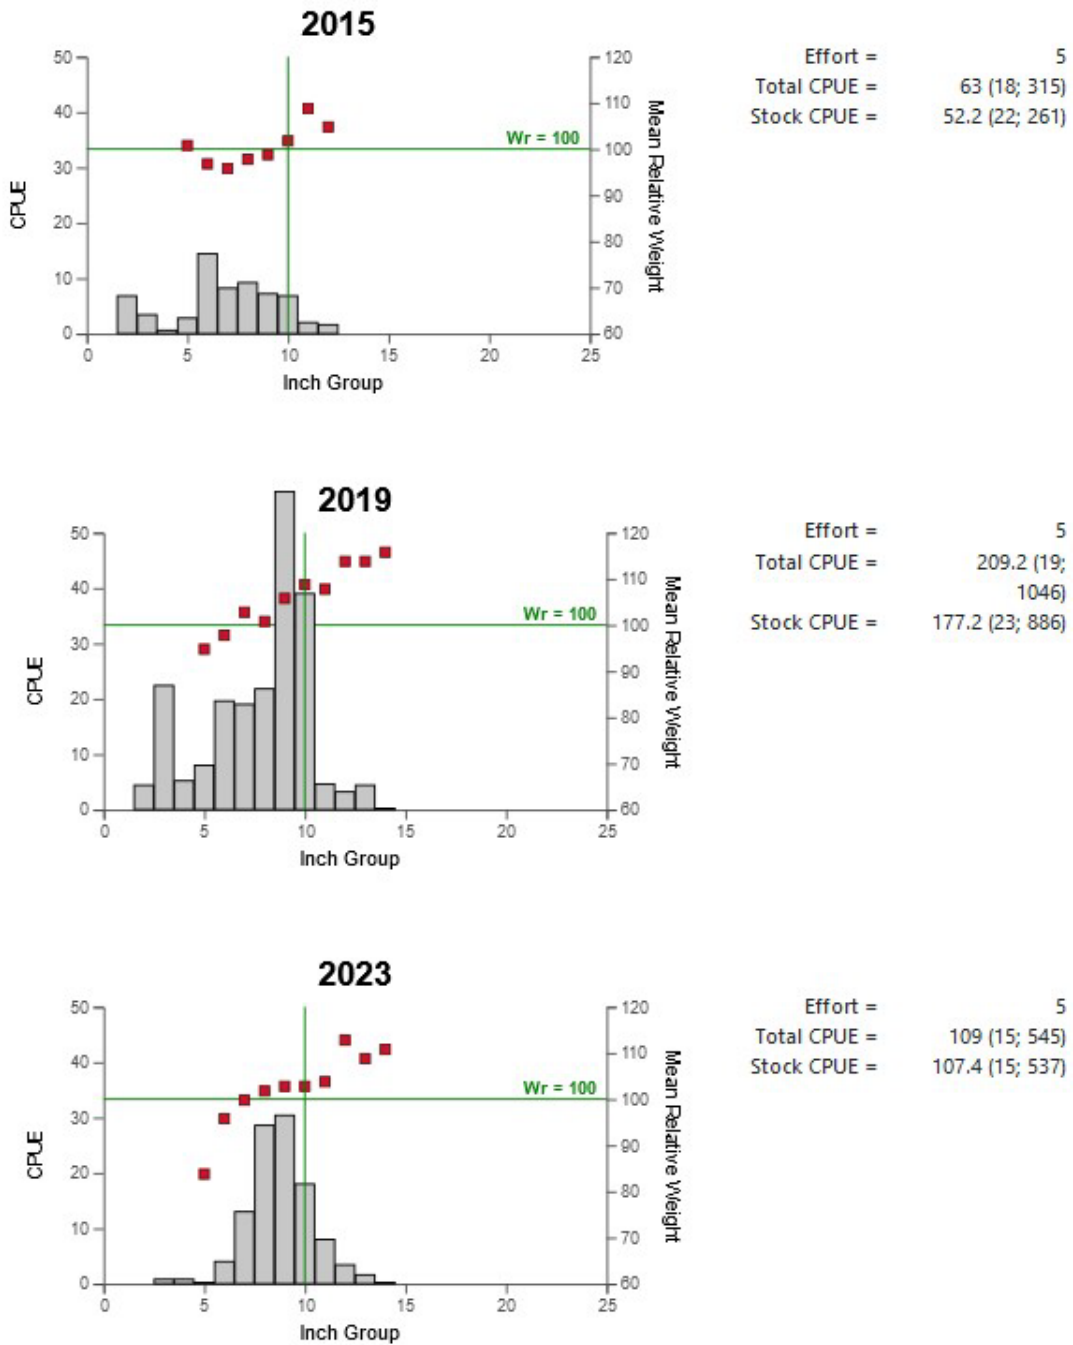 2015
50
40
30
20
10
0
CPUE
120
110
100
90
80
70
60
Mean Relative Weight
Wr = 100
0 5 10 15 20 25
Inch Group
Effort = 5
Total CPUE = 63 (18; 315)
Stock CPUE = 52.2 (22; 261)
2019
50
40
30
20
10
0
CPUE
120
110
100
90
80
70
60
Mean Relative Weight
Wr = 100
0 5 10 15 20 25
Inch Group
Effort = 5
Total CPUE = 209.2 (19;
1046)
Stock CPUE = 177.2 (23; 886)
2023
50
40
30
20
10
0
CPUE
120
110
100
90
80
70
60
Mean Relative Weight
Wr = 100
0 5 10 15 20 25
Inch Group
Effort = 5
Total CPUE = 109 (15; 545)
Stock CPUE = 107.4 (15; 537)